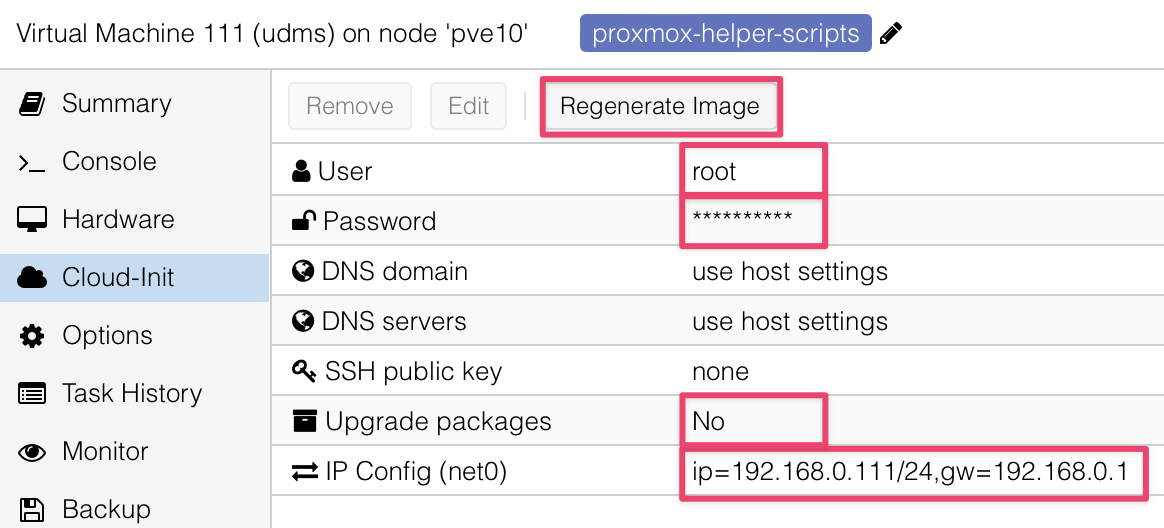 Virtual Machine 111 (udms) on node 'pve10' proxmox-helper-scripts
Summary
Console
Hardware
Cloud-Init
Options
Task History
Monitor
Backup
Remove Edit Regenerate Image
User root
Password **********
DNS domain use host settings
DNS servers use host settings
SSH public key none
Upgrade packages No
IP Config (net0) ip=192.168.0.111/24,gw=192.168.0.1